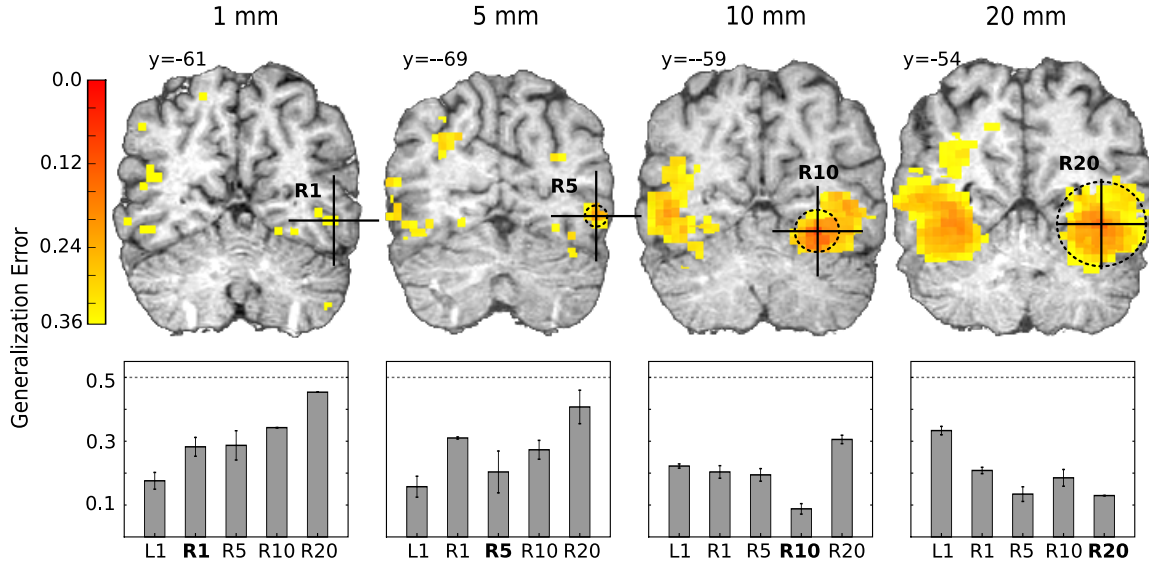 1 mm
5 mm
10 mm
20 mm
y=-61
y=--69
y=--59
y=-54
Generalization Error
0.0
0.12
0.24
0.36
R1
R5
R10
R20
0.5
0.3
0.1
L1 R1 R5 R10 R20
L1 R1 R5 R10 R20
L1 R1 R5 R10 R20
L1 R1 R5 R10 R20